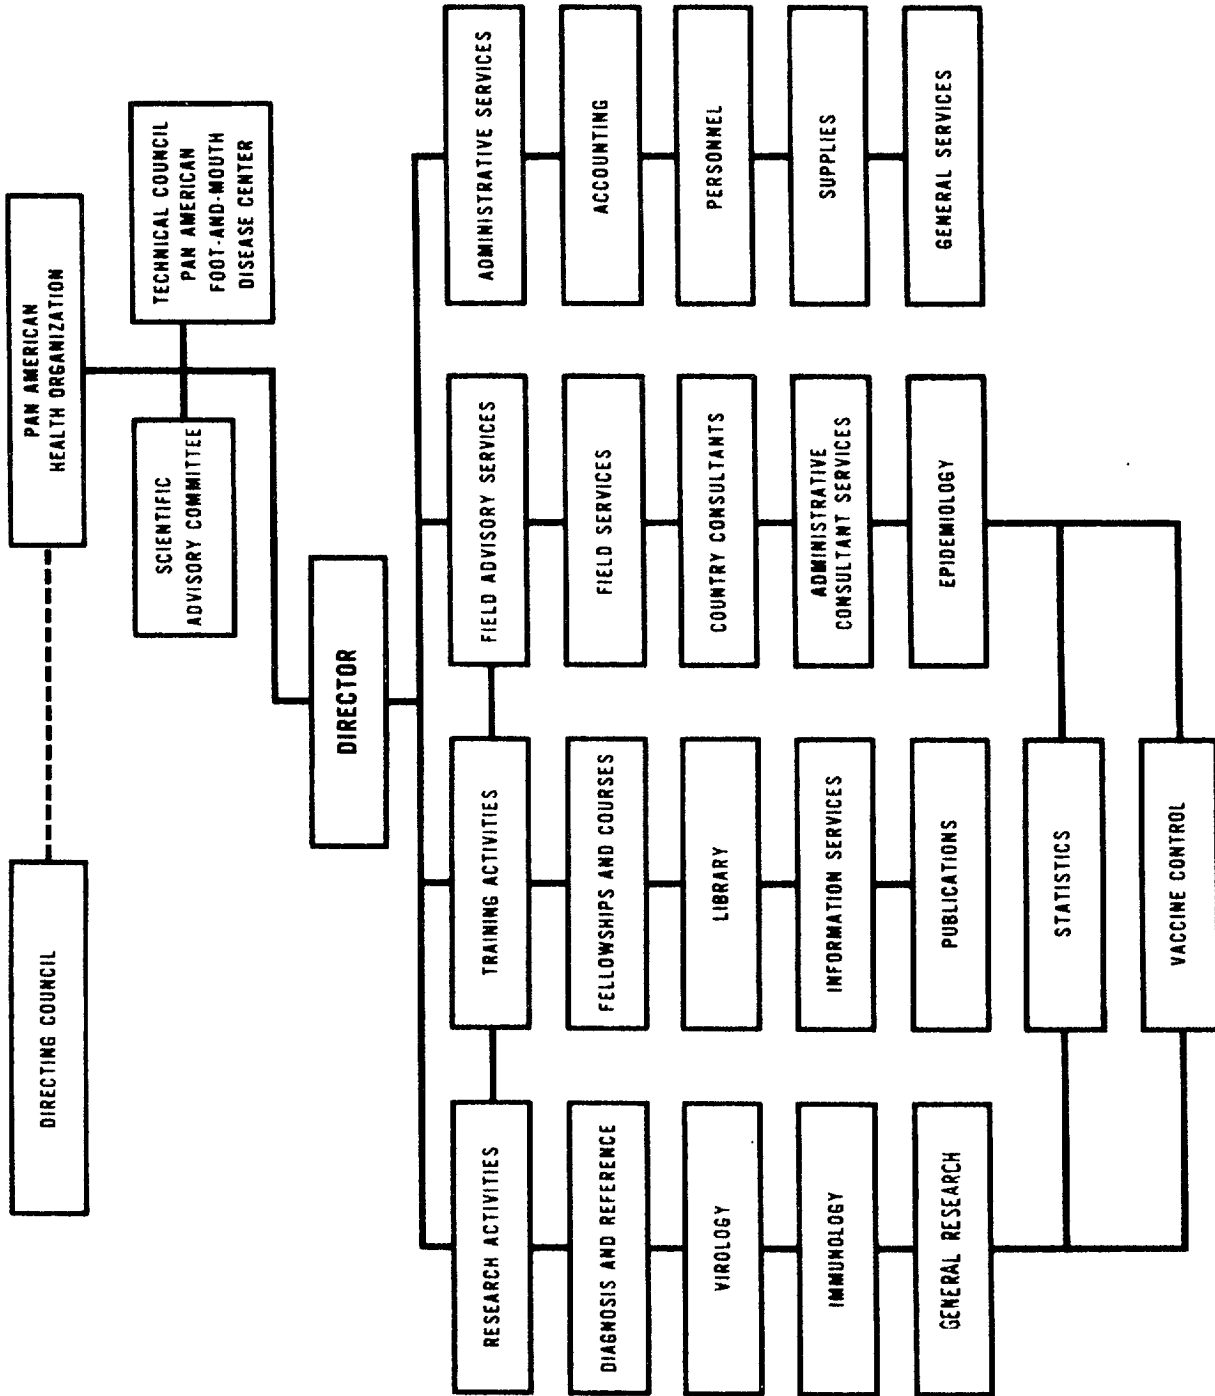 DIRECTING COUNCIL
PAN AMERICAN
HEALTH ORGANIZATION
SCIENTIFIC
ADVISORY COMMITTEE
TECHNICAL COUNCIL
PAN AMERICAN
FOOT-AND-MOUTH
DISEASE CENTER
DIRECTOR
RESEARCH ACTIVITIES
DIAGNOSIS AND REFERENCE
VIROLOGY
IMMUNOLOGY
GENERAL RESEARCH
TRAINING ACTIVITIES
FELLOWSHIPS AND COURSES
LIBRARY
INFORMATION SERVICES
PUBLICATIONS
STATISTICS
VACCINE CONTROL
FIELD ADVISORY SERVICES
FIELD SERVICES
COUNTRY CONSULTANTS
ADMINISTRATIVE
CONSULTANT SERVICES
EPIDEMIOLOGY
ADMINISTRATIVE SERVICES
ACCOUNTING
PERSONNEL
SUPPLIES
GENERAL SERVICES